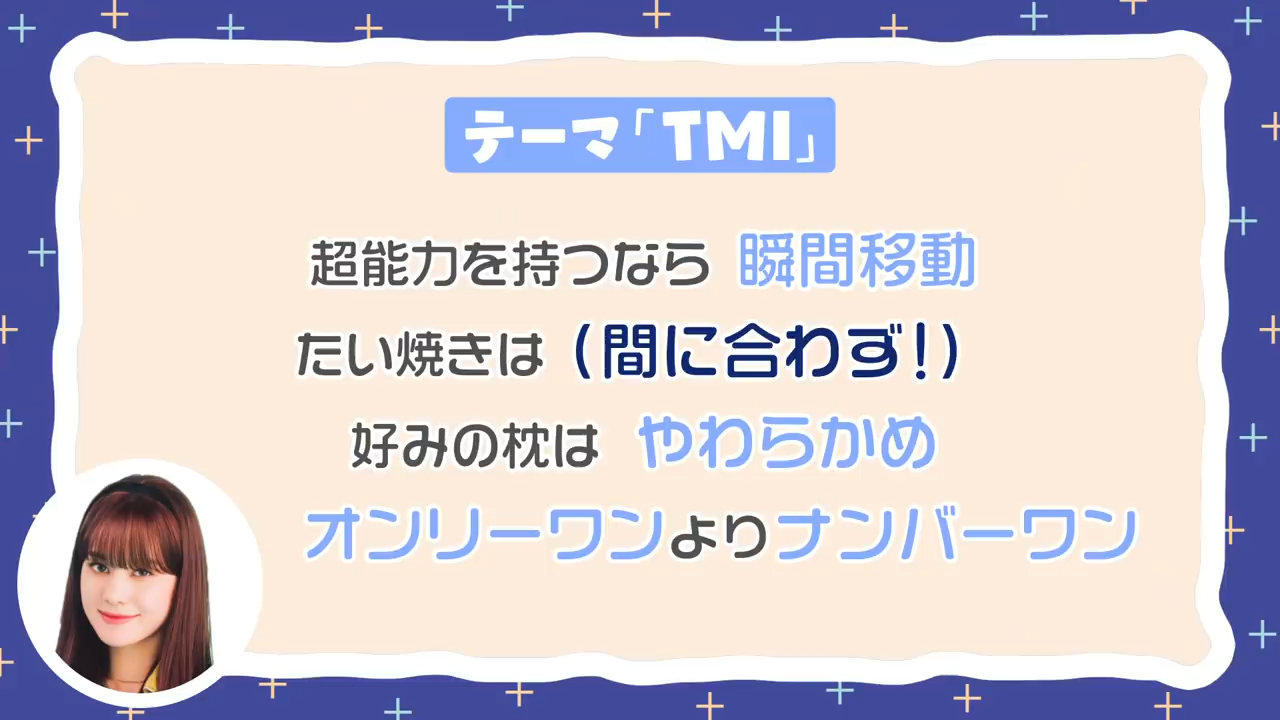 テーマ「TMI」
超能力を持つなら 瞬間移動
たい焼きは（間に合わず！）
好みの枕は やわらかめ
オンリーワンよりナンバーワン